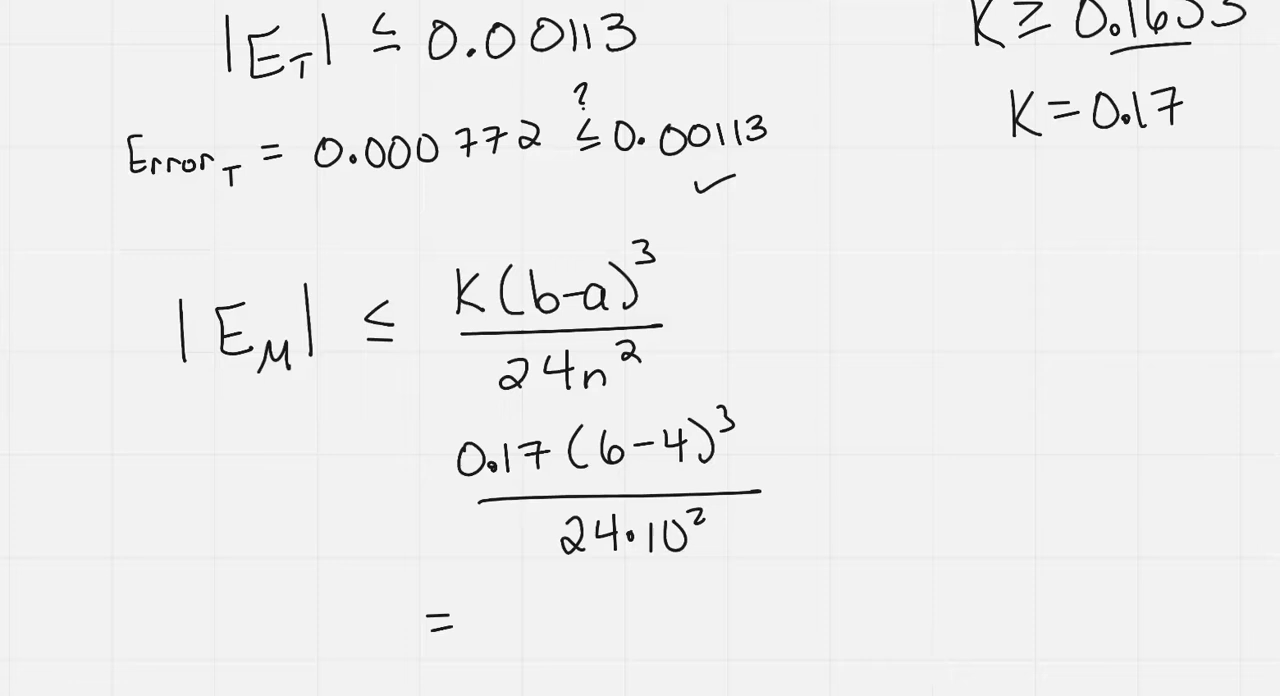 |E_T| ≤ 0.00113
K ≥ 0.1633
K = 0.17
?
Error_T = 0.000772 ≤ 0.00113
✓
|E_M| ≤ K(b-a)^3
24n^2
0.17(6-4)^3
24·10^2
=